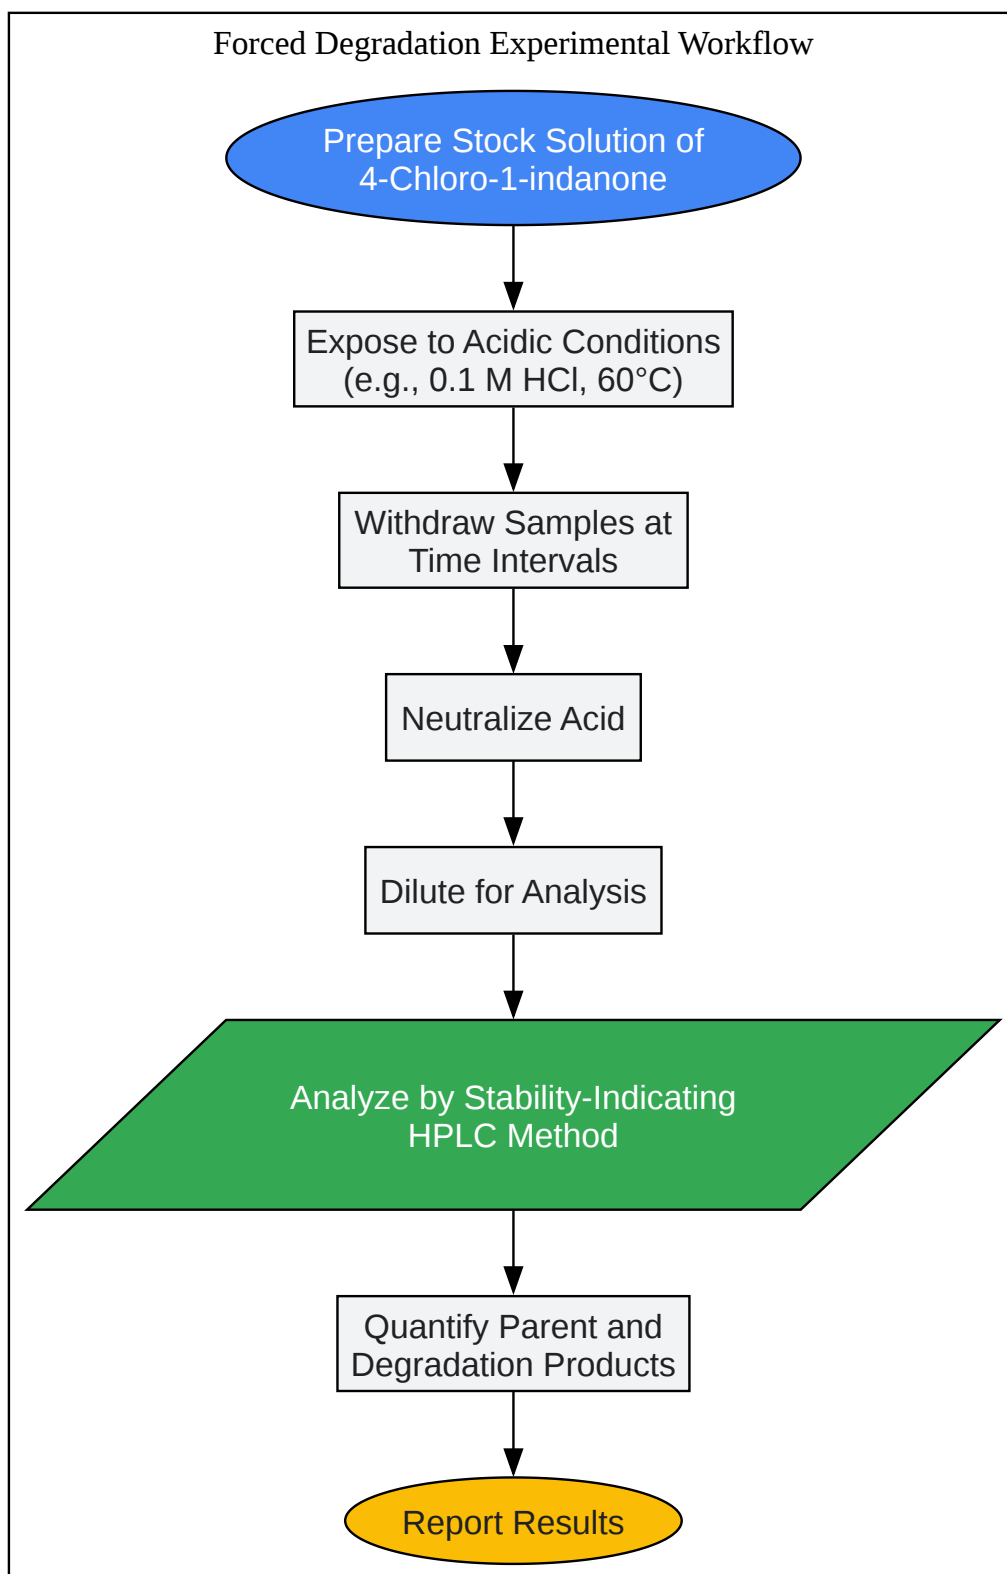 Forced Degradation Experimental Workflow
Prepare Stock Solution of
4-Chloro-1-indanone
Expose to Acidic Conditions
(e.g., 0.1 M HCl, 60°C)
Withdraw Samples at
Time Intervals
Neutralize Acid
Dilute for Analysis
Analyze by Stability-Indicating
HPLC Method
Quantify Parent and
Degradation Products
Report Results